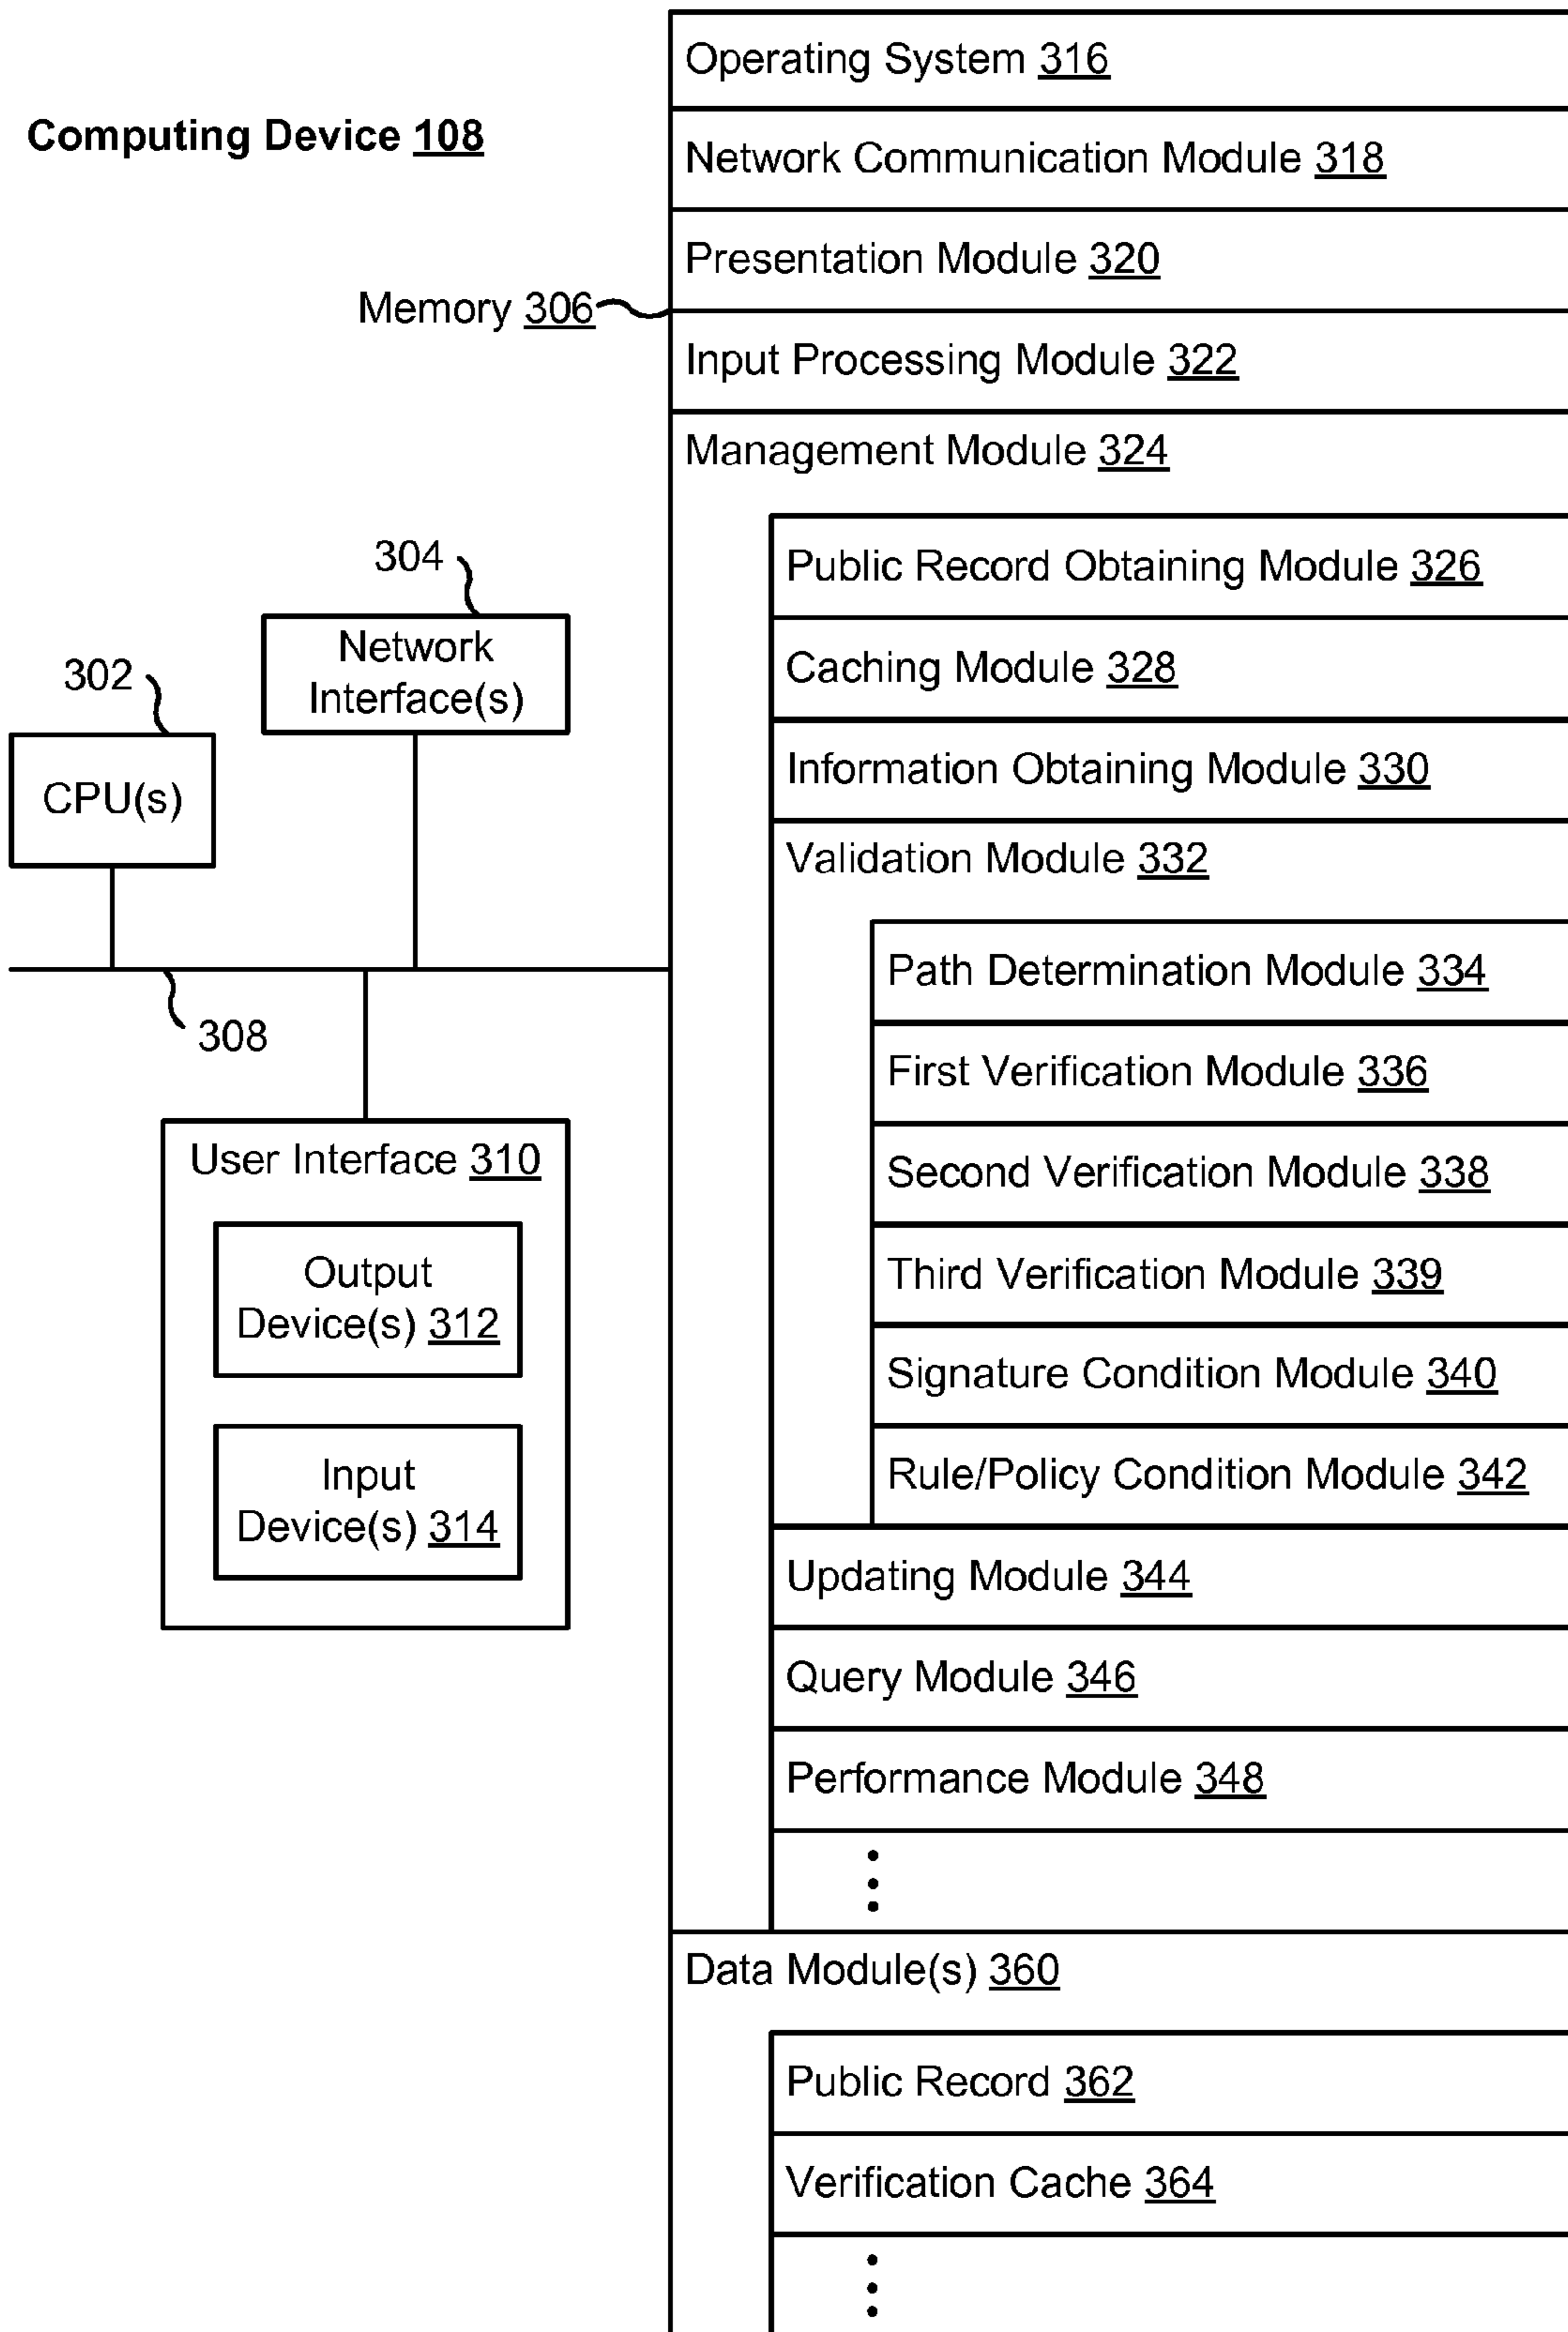 Computing Device 108
Operating System 316
Network Communication Module 318
Presentation Module 320
Memory 306
Input Processing Module 322
Management Module 324
Public Record Obtaining Module 326
Caching Module 328
Information Obtaining Module 330
Validation Module 332
Path Determination Module 334
First Verification Module 336
Second Verification Module 338
Third Verification Module 339
Signature Condition Module 340
Rule/Policy Condition Module 342
Updating Module 344
Query Module 346
Performance Module 348
Data Module(s) 360
Public Record 362
Verification Cache 364
304
Network
Interface(s)
302
CPU(s)
308
User Interface 310
Output
Device(s) 312
Input
Device(s) 314